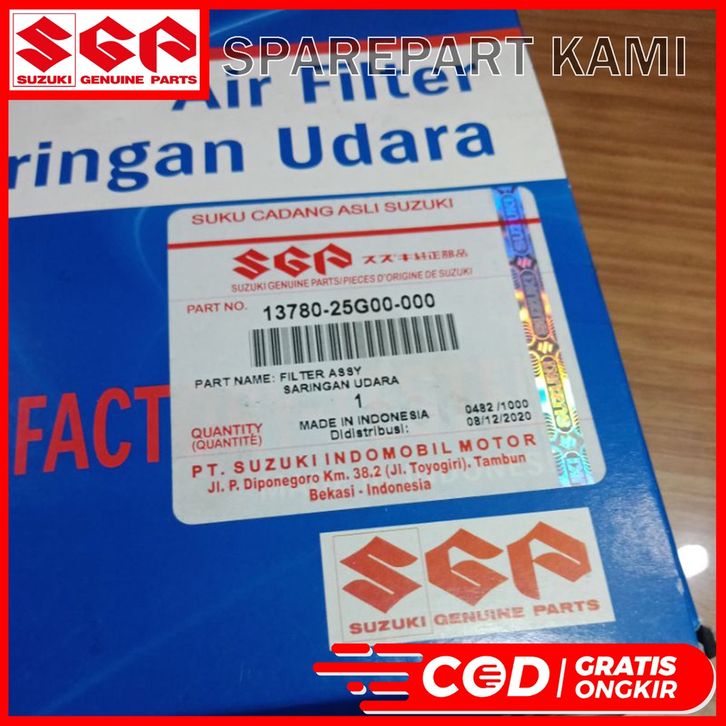 SGP
SUZUKI GENUINE PARTS
SPAREPART KAMI
Air Filter
ringan Udara
SUKU CADANG ASLI SUZUKI
SGP スズキ純正部品
SUZUKI GENUINE PARTS/PIECES D'ORIGINE DE SUZUKI
PART NO. 13780-25G00-000
PART NAME: FILTER ASSY
SARINGAN UDARA
1
QUANTITY
(QUANTITÉ)
MADE IN INDONESIA
Didistribusi:
0482 /1000
08/12/2020
PT. SUZUKI INDOMOBIL MOTOR
Jl. P. Diponegoro Km. 38.2 (Jl. Toyogiri). Tambun
Bekasi - Indonesia
FACT
SUZUKI
SGP
SUZUKI GENUINE PARTS
COD
GRATIS
ONGKIR